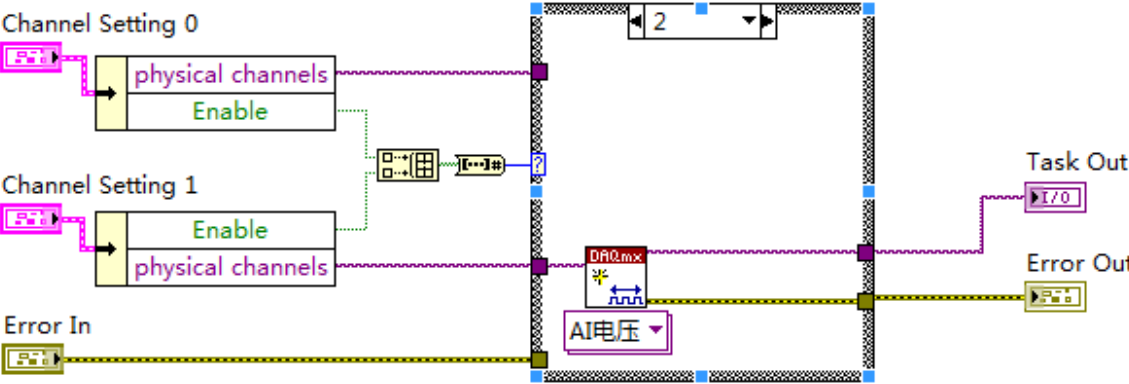 Channel Setting 0
physical channels
Enable
2
?
Channel Setting 1
Enable
physical channels
Task Out
I/O
DAQmx
AI电压
Error Out
Error In